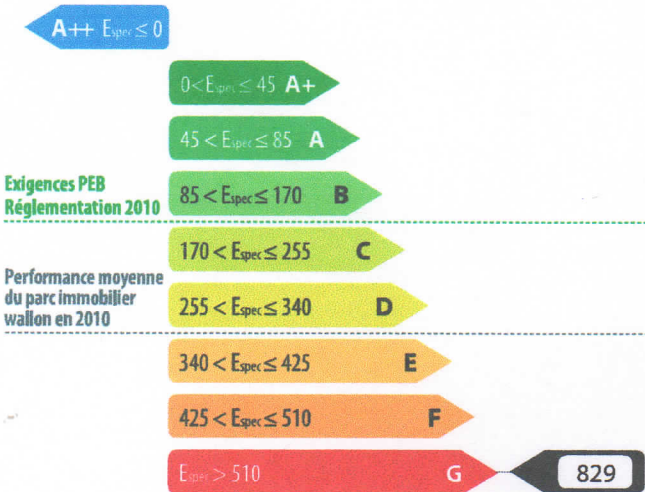 A++ Espec ≤ 0
0 < Espec ≤ 45 A+
45 < Espec ≤ 85 A
Exigences PEB
Réglementation 2010
85 < Espec ≤ 170 B
170 < Espec ≤ 255 C
Performance moyenne
du parc immobilier
wallon en 2010
255 < Espec ≤ 340 D
340 < Espec ≤ 425 E
425 < Espec ≤ 510 F
Espec > 510 G
829